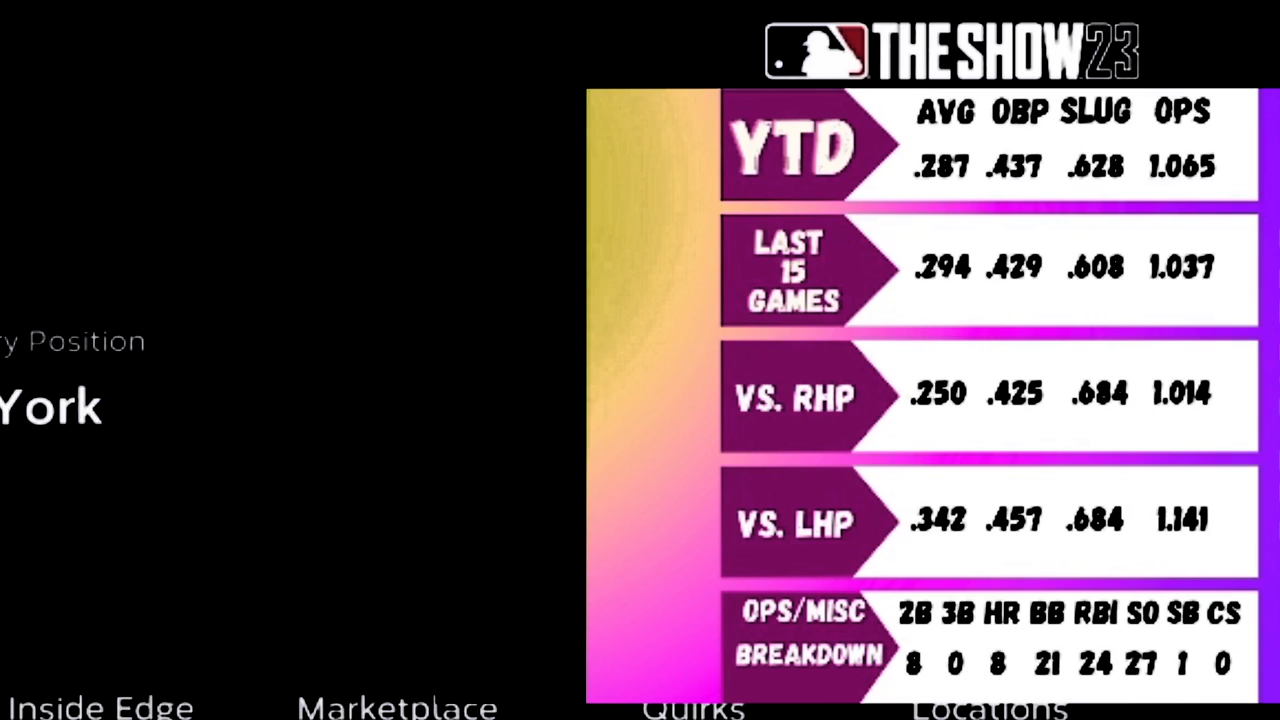 THE SHOW 23
AVG OBP SLUG OPS
YTD
.287 .437 .628 1.065
LAST
15
GAMES
.294 .429 .608 1.037
ry Position
York
VS. RHP
.250 .425 .684 1.014
VS. LHP
.342 .457 .684 1.141
OPS/MISC
BREAKDOWN
2B 3B HR BB RBI SO SB CS
8 0 8 21 24 27 1 0
Inside Edge Marketplace Quirks Locations